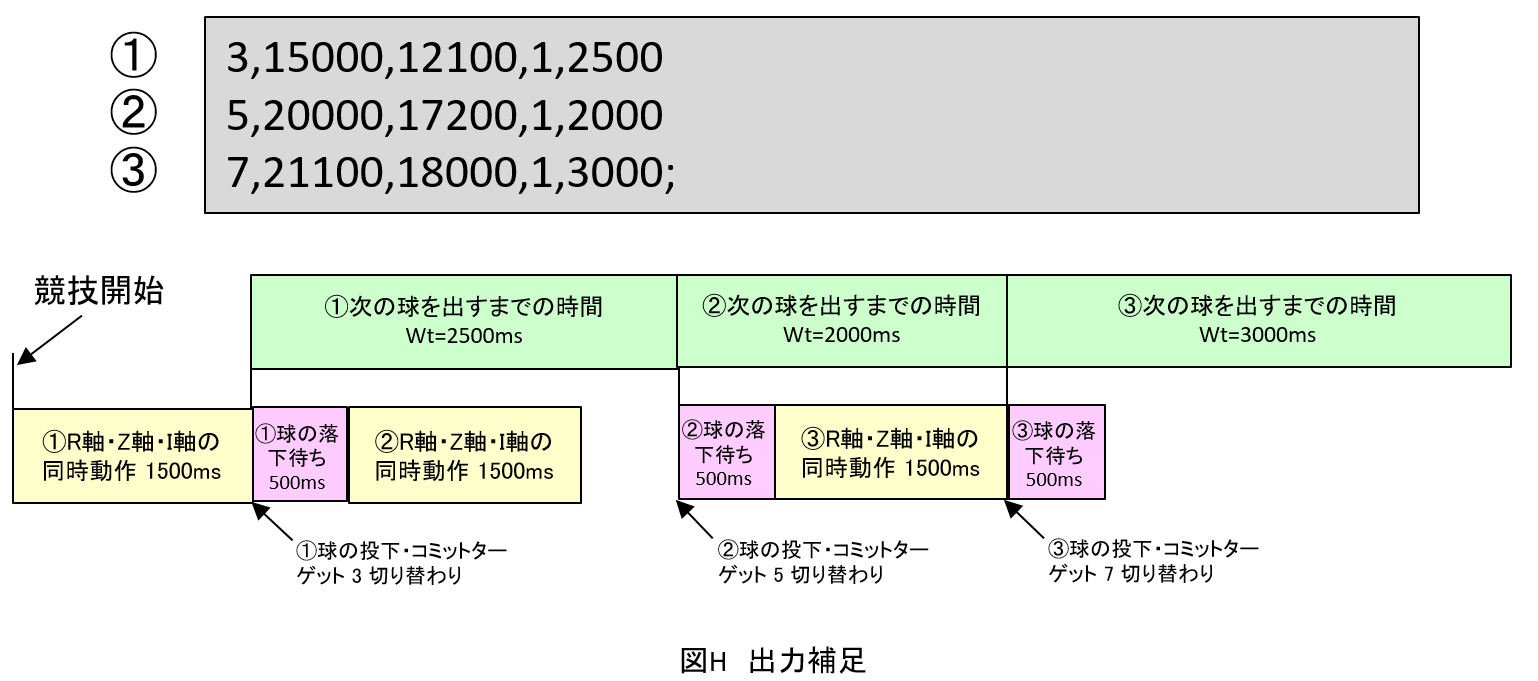 ① 3,15000,12100,1,2500
② 5,20000,17200,1,2000
③ 7,21100,18000,1,3000;
競技開始
①次の球を出すまでの時間
Wt=2500ms
②次の球を出すまでの時間
Wt=2000ms
③次の球を出すまでの時間
Wt=3000ms
①R軸・Z軸・I軸の
同時動作 1500ms
①球の落
下待ち
500ms
②R軸・Z軸・I軸の
同時動作 1500ms
②球の落
下待ち
500ms
③R軸・Z軸・I軸の
同時動作 1500ms
③球の落
下待ち
500ms
①球の投下・コミットター
ゲット 3 切り替わり
②球の投下・コミットター
ゲット 5 切り替わり
③球の投下・コミットター
ゲット 7 切り替わり
図H 出力補足